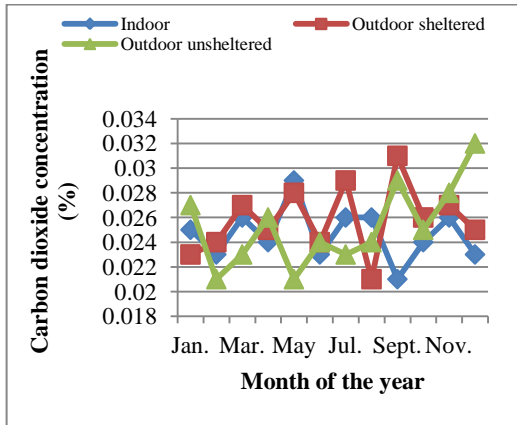 Indoor
Outdoor sheltered
Outdoor unsheltered
0.034
0.032
0.03
0.028
0.026
0.024
0.022
0.02
0.018
Carbon dioxide concentration
(%)
Jan. Mar. May Jul. Sept. Nov.
Month of the year